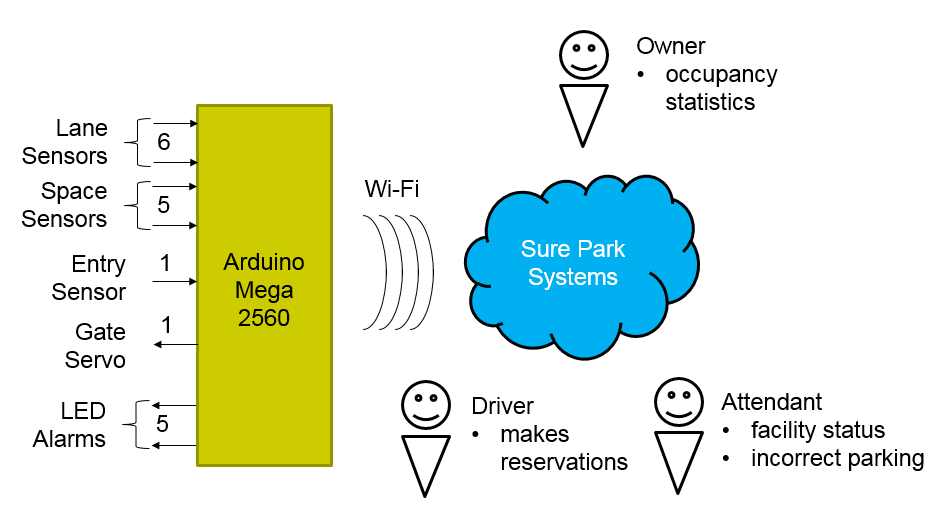 Lane
Sensors
6
Space
Sensors
5
Entry
Sensor
1
Gate
Servo
1
LED
Alarms
5
Arduino
Mega
2560
Wi-Fi
Sure Park
Systems
Owner
• occupancy
statistics
Driver
• makes
reservations
Attendant
• facility status
• incorrect parking